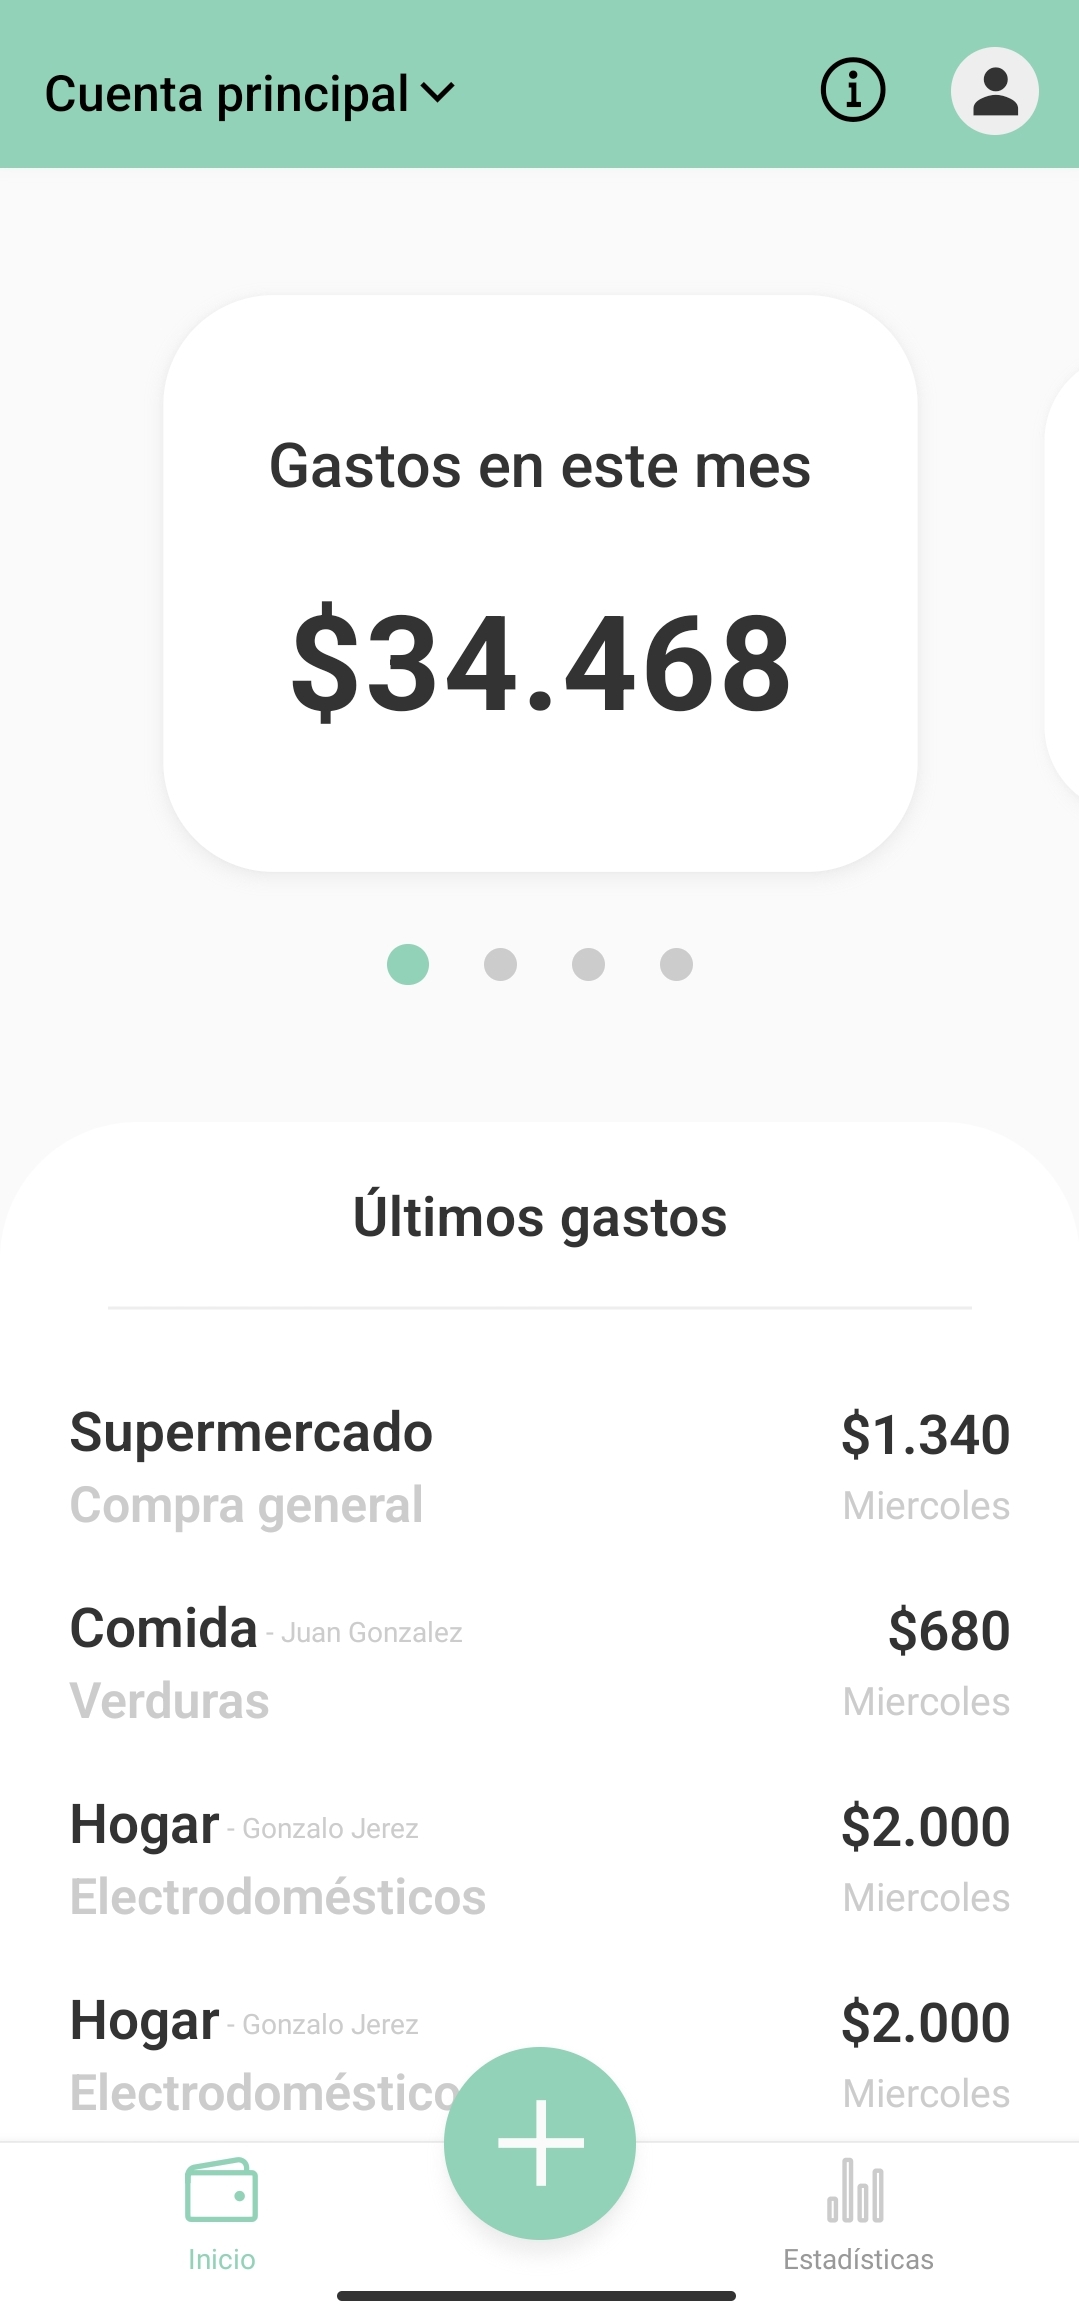 Cuenta principal
Gastos en este mes
$34.468
Últimos gastos
Supermercado $1.340
Compra general Miercoles
Comida - Juan Gonzalez $680
Verduras Miercoles
Hogar - Gonzalo Jerez $2.000
Electrodomésticos Miercoles
Hogar - Gonzalo Jerez $2.000
Electrodoméstico Miercoles
Inicio Estadísticas